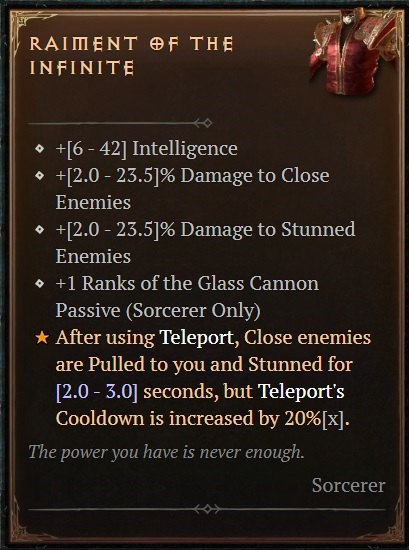 RAIMENT OF THE
INFINITE
+[6 - 42] Intelligence
+[2.0 - 23.5]% Damage to Close
Enemies
+[2.0 - 23.5]% Damage to Stunned
Enemies
+1 Ranks of the Glass Cannon
Passive (Sorcerer Only)
After using Teleport, Close enemies
are Pulled to you and Stunned for
[2.0 - 3.0] seconds, but Teleport's
Cooldown is increased by 20%[x].
The power you have is never enough.
Sorcerer